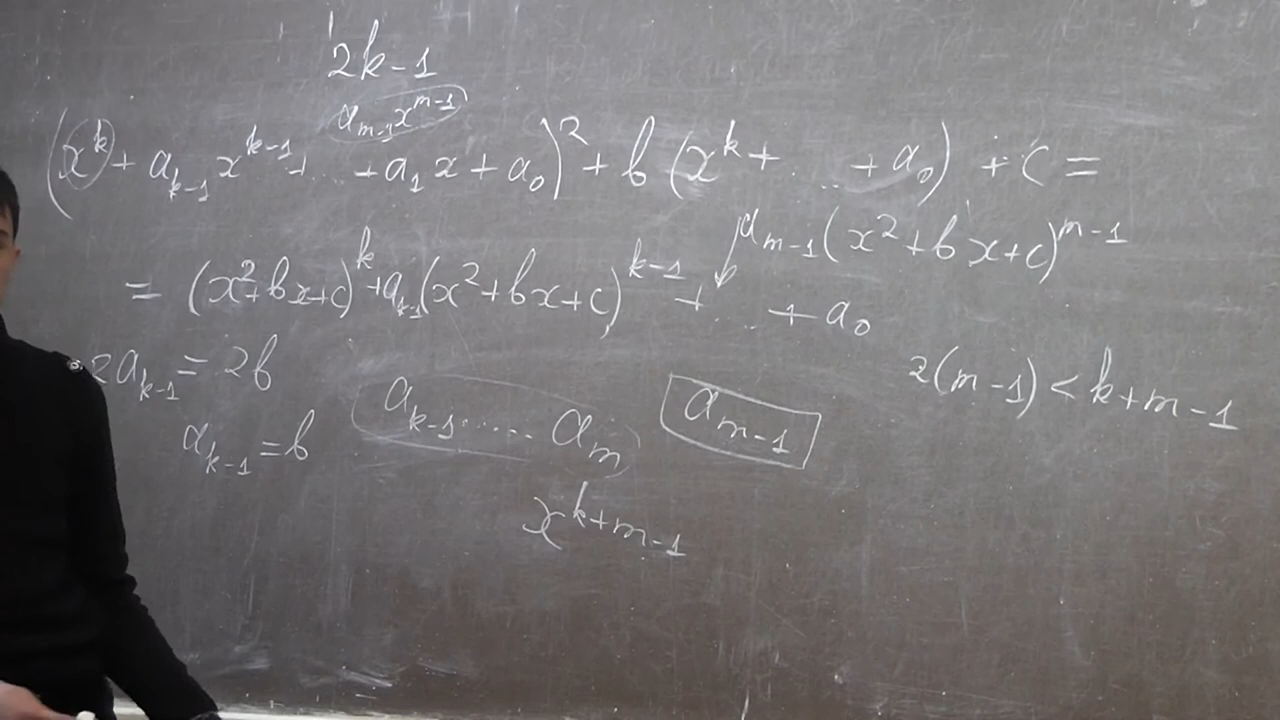 2k-1
a_{m-1}x^{m-1}
(x^k + a_{k-1}x^{k-1} + ... + a_1x + a_0)^2 + b(x^k + ... + a_0) + c =
a_{m-1}(x^2+bx+c)^{m-1}
= (x^2+bx+c)^k + a_{k-1}(x^2+bx+c)^{k-1} + ... + a_0
2a_{k-1} = 2b
2(m-1) < k+m-1
a_{k-1} ..... a_m
a_{m-1}
a_{k-1} = b
x^{k+m-1}